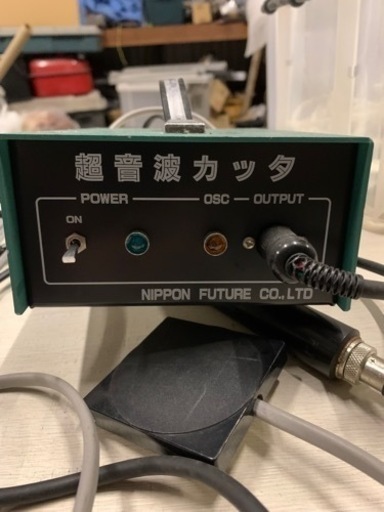 超音波カッタ
POWER OSC OUTPUT
ON
NIPPON FUTURE CO.,LTD